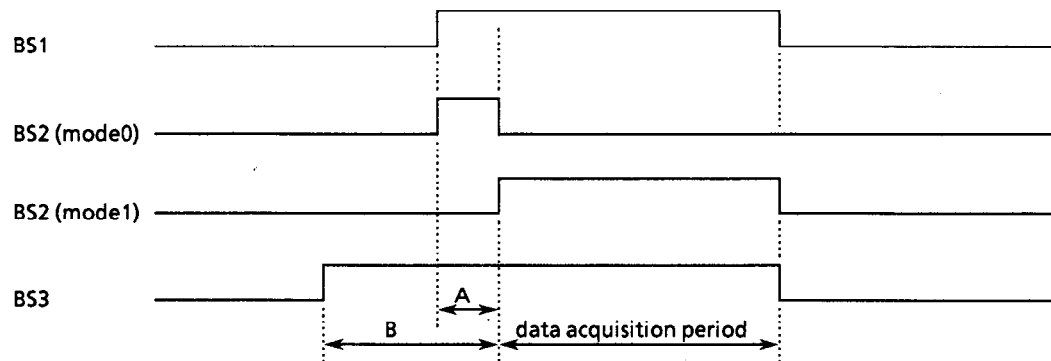 BS1
BS2 (mode0)
BS2 (mode1)
BS3
A
B
data acquisition period